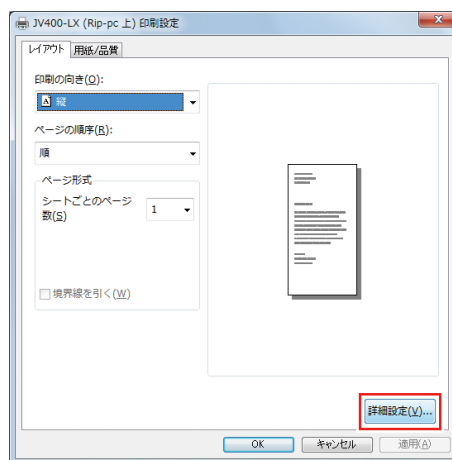 JV400-LX (Rip-pc 上) 印刷設定
レイアウト 用紙/品質
印刷の向き(O):
A 縦
ページの順序(R):
順
ページ形式
シートごとのページ
数(S)
1
境界線を引く(W)
詳細設定(V)...
OK キャンセル 適用(A)